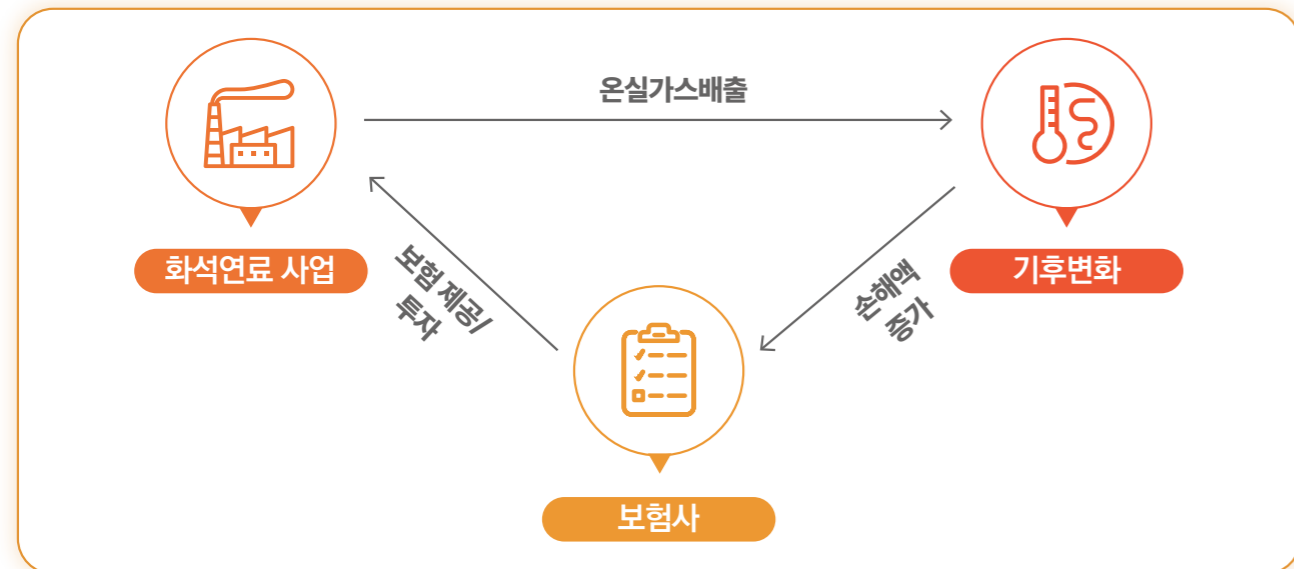 온실가스배출
화석연료 사업
기후변화
보험 제공/
투자
손해액
증가
보험사